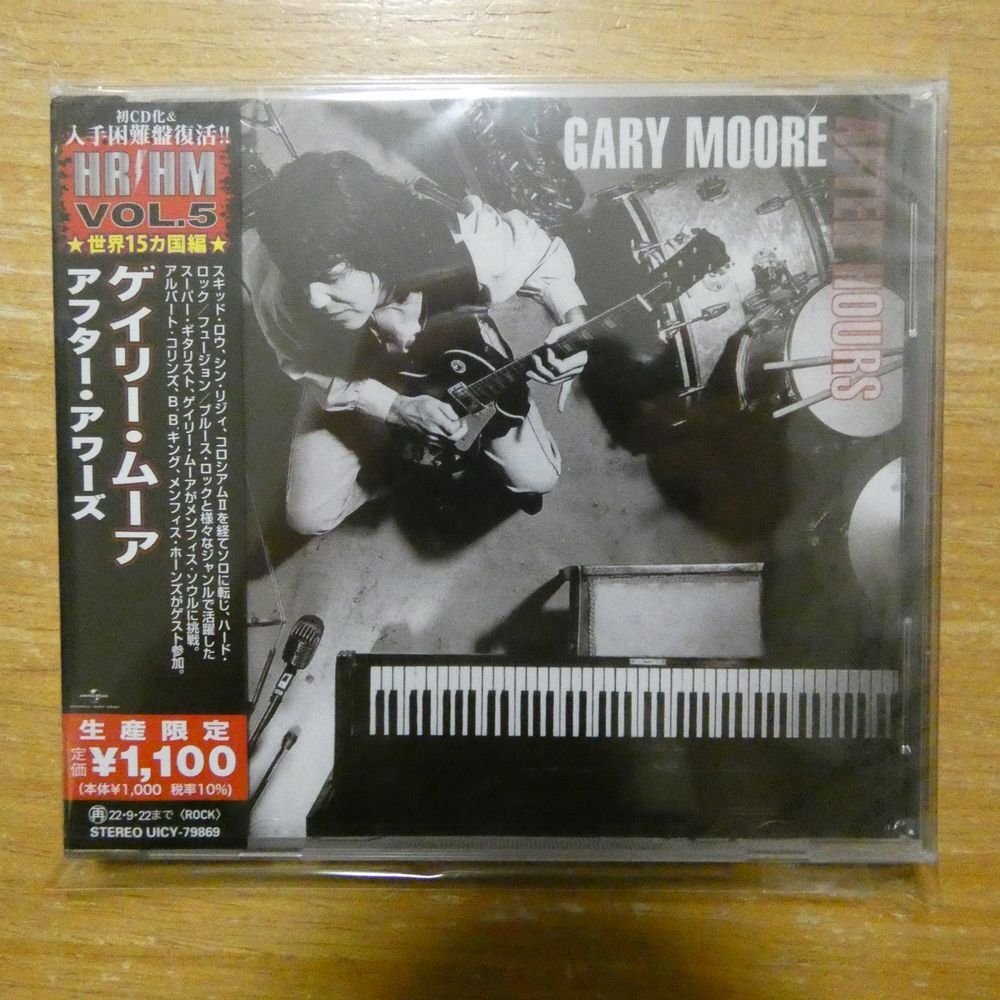 初CD化&
入手困難盤復活!!
HR/HM
VOL.5
★世界15カ国編★
ゲイリー・ムーア
アフター・アワーズ
スキッド・ロウ、シン・リジィ、コロシアムⅡを経てソロに転じ、ハード・
ロック/フュージョン/ブルース・ロックと様々なジャンルで活躍した
スーパー・ギタリスト、ゲイリー・ムーアがメンフィス・ソウルに挑戦。
アルバート・コリンズ、B.B.キング、メンフィス・ホーンズがゲスト参加。
UNIVERSAL
生産限定
定価 ¥1,100
(本体¥1,000 税率10%)
再 22・9・22まで 〈ROCK〉
STEREO UICY-79869
GARY MOORE
AFTER HOURS